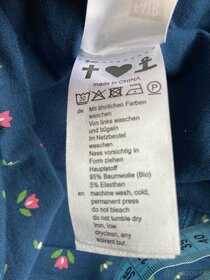 made in CHINA
30
de
Mit ähnlichen Farben
waschen
Von links waschen
und im
Netzbeutel
waschen
Nass vorsichtig in
Form ziehen
Hauptstoff
95% Baumwolle (Bio)
5% Elasthan
en
machine wash, cold,
permanent press
do not bleach
do not tumble dry
Iron, low
dryclean, any
solvent but